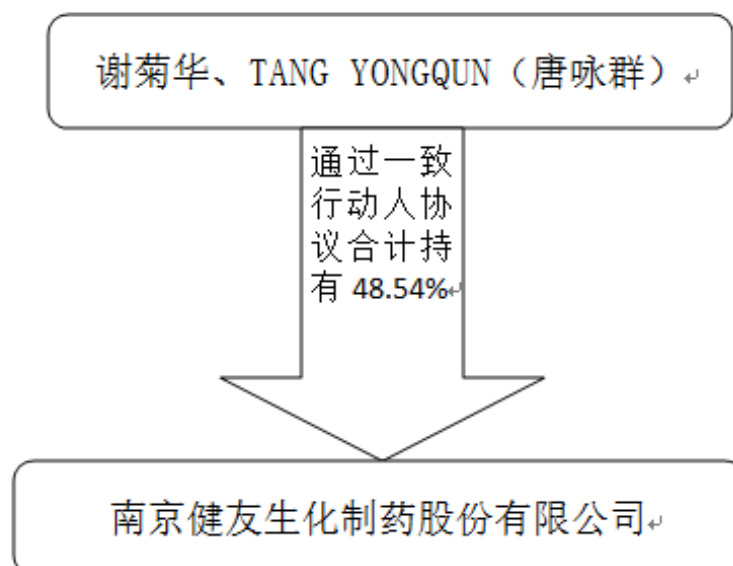 谢菊华、TANG YONGQUN（唐咏群）
通过一致
行动人协
议合计持
有 48.54%
南京健友生化制药股份有限公司